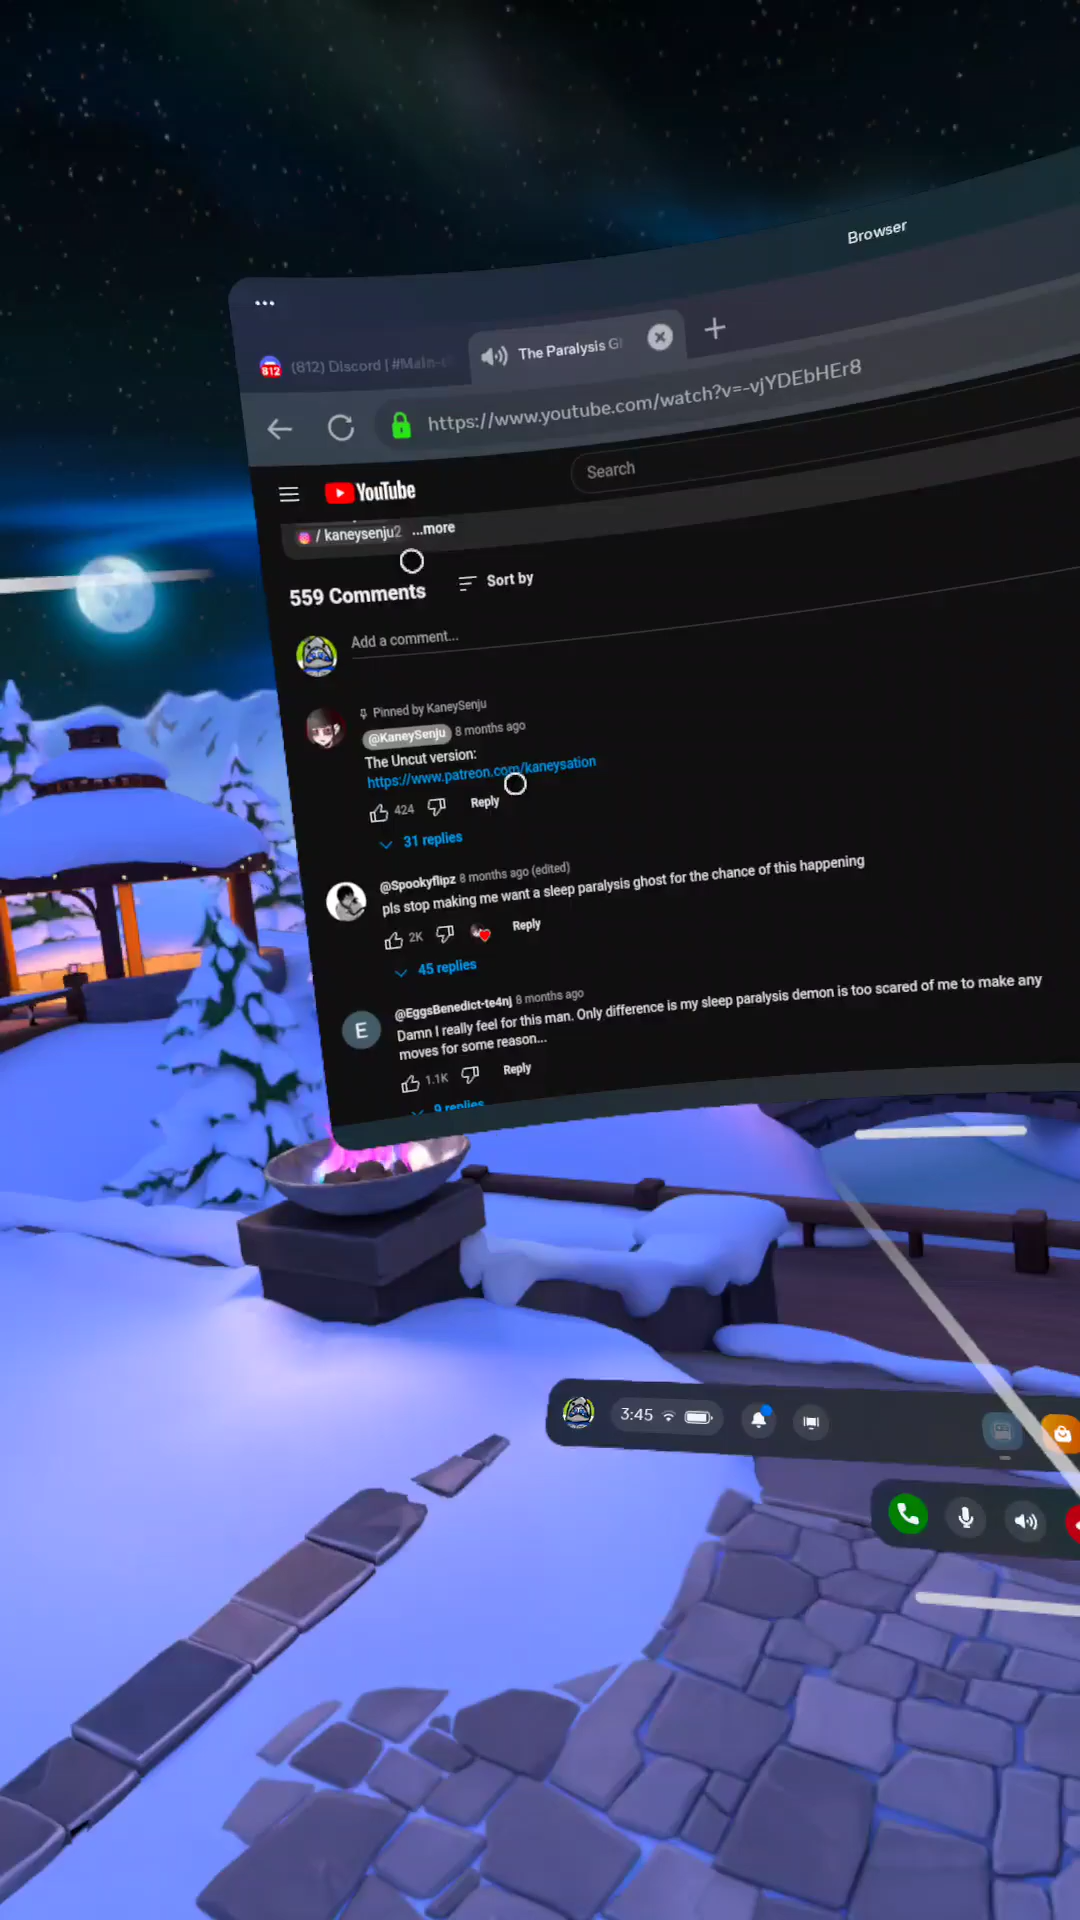 Browser
(812) Discord | #Main-
The Paralysis G
https://www.youtube.com/watch?v=-vjYDEbHEr8
YouTube
Search
/ kaneysenju2 ...more
559 Comments
Sort by
Add a comment...
Pinned by KaneySenju
@KaneySenju 8 months ago
The Uncut version:
https://www.patreon.com/kaneysation
424 Reply
31 replies
@Spookyflipz 8 months ago (edited)
pls stop making me want a sleep paralysis ghost for the chance of this happening
2K Reply
45 replies
E
@EggsBenedict-te4nj 8 months ago
Damn I really feel for this man. Only difference is my sleep paralysis demon is too scared of me to make any
moves for some reason...
1.1K Reply
9 replies
3:45